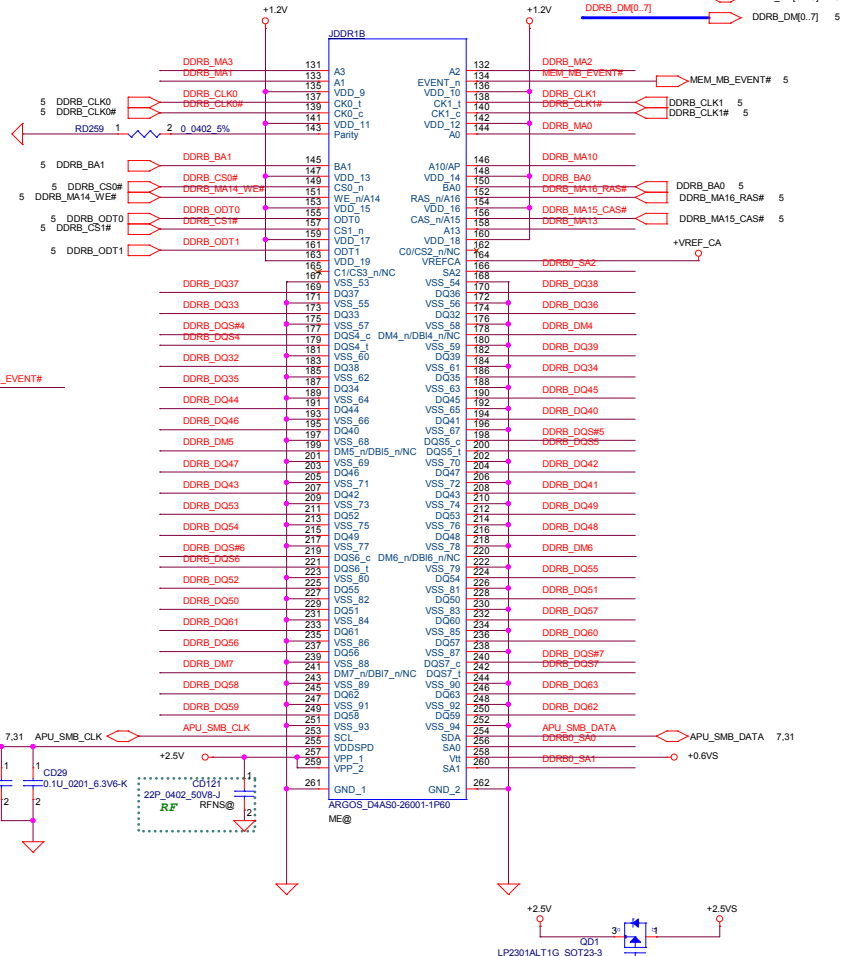 +1.2V +1.2V DDRB_DM[0..7] DDRB_DM[0..7] 5
JDDR1B
DDRB_MA3 131 A3 A2 132 DDRB_MA2
DDRB_MA1 133 A1 EVENT_n 134 MEM_MB_EVENT# MEM_MB_EVENT# 5
135 VDD_9 VDD_10 136
5 DDRB_CLK0 DDRB_CLK0 137 CK0_t CK1_t 138 DDRB_CLK1 DDRB_CLK1 5
5 DDRB_CLK0# DDRB_CLK0# 139 CK0_c CK1_c 140 DDRB_CLK1# DDRB_CLK1# 5
141 VDD_11 VDD_12 142
RD259 1 2 0_0402_5% 143 Parity A0 144 DDRB_MA0
5 DDRB_BA1 DDRB_BA1 145 BA1 A10/AP 146 DDRB_MA10
147 VDD_13 VDD_14 148
5 DDRB_CS0# DDRB_CS0# 149 CS0_n BA0 150 DDRB_BA0 DDRB_BA0 5
5 DDRB_MA14_WE# DDRB_MA14_WE# 151 WE_n/A14 RAS_n/A16 152 DDRB_MA16_RAS# DDRB_MA16_RAS# 5
153 VDD_15 VDD_16 154
5 DDRB_ODT0 DDRB_ODT0 155 ODT0 CAS_n/A15 156 DDRB_MA15_CAS# DDRB_MA15_CAS# 5
5 DDRB_CS1# DDRB_CS1# 157 CS1_n A13 158 DDRB_MA13
159 VDD_17 VDD_18 160
5 DDRB_ODT1 DDRB_ODT1 161 ODT1 C0/CS2_n/NC 162
163 VDD_19 VREFCA 164 +VREF_CA
165 C1/CS3_n/NC SA2 166 DDRB0_SA2
167 VSS_53 VSS_54 168
DDRB_DQ37 169 DQ37 DQ36 170 DDRB_DQ38
171 VSS_55 VSS_56 172
DDRB_DQ33 173 DQ33 DQ32 174 DDRB_DQ36
175 VSS_57 VSS_58 176
DDRB_DQS#4 177 DQS4_c DM4_n/DBI4_n/NC 178 DDRB_DM4
DDRB_DQS4 179 DQS4_t VSS_59 180
181 VSS_60 DQ39 182 DDRB_DQ39
DDRB_DQ32 183 DQ38 VSS_61 184
185 VSS_62 DQ35 186 DDRB_DQ34
_EVENT# DDRB_DQ35 187 DQ34 VSS_63 188
189 VSS_64 DQ45 190 DDRB_DQ45
DDRB_DQ44 191 DQ44 VSS_65 192
193 VSS_66 DQ41 194 DDRB_DQ40
DDRB_DQ46 195 DQ40 VSS_67 196
197 VSS_68 DQS5_c 198 DDRB_DQS#5
DDRB_DM5 199 DM5_n/DBI5_n/NC DQS5_t 200 DDRB_DQS5
201 VSS_69 VSS_70 202
DDRB_DQ47 203 DQ46 DQ47 204 DDRB_DQ42
205 VSS_71 VSS_72 206
DDRB_DQ43 207 DQ42 DQ43 208 DDRB_DQ41
209 VSS_73 VSS_74 210
DDRB_DQ53 211 DQ52 DQ53 212 DDRB_DQ49
213 VSS_75 VSS_76 214
DDRB_DQ54 215 DQ49 DQ48 216 DDRB_DQ48
217 VSS_77 VSS_78 218
DDRB_DQS#6 219 DQS6_c DM6_n/DBI6_n/NC 220 DDRB_DM6
DDRB_DQS6 221 DQS6_t VSS_79 222
223 VSS_80 DQ54 224 DDRB_DQ55
DDRB_DQ52 225 DQ55 VSS_81 226
227 VSS_82 DQ50 228 DDRB_DQ51
DDRB_DQ50 229 DQ51 VSS_83 230
231 VSS_84 DQ60 232 DDRB_DQ57
DDRB_DQ61 233 DQ61 VSS_85 234
235 VSS_86 DQ57 236 DDRB_DQ60
DDRB_DQ56 237 DQ56 VSS_87 238
239 VSS_88 DQS7_c 240 DDRB_DQS#7
DDRB_DM7 241 DM7_n/DBI7_n/NC DQS7_t 242 DDRB_DQS7
243 VSS_89 VSS_90 244
DDRB_DQ58 245 DQ62 DQ63 246 DDRB_DQ63
247 VSS_91 VSS_92 248
DDRB_DQ59 249 DQ58 DQ59 250 DDRB_DQ62
251 VSS_93 VSS_94 252
7,31 APU_SMB_CLK APU_SMB_CLK 253 SCL SDA 254 APU_SMB_DATA APU_SMB_DATA 7,31
255 VDDSPD SA0 256 DDRB0_SA0
+2.5V 257 VPP_1 Vtt 258 +0.6VS
259 VPP_2 SA1 260 DDRB0_SA1
1 1 CD29 1 CD121 261 GND_1 GND_2 262
0.1U_0201_6.3V6-K 22P_0402_50V8-J
2 2 RF RFNS@ 2
ARGOS_D4AS0-26001-1P60
ME@
+2.5V +2.5VS
3 1
QD1
LP2301ALT1G_SOT23-3